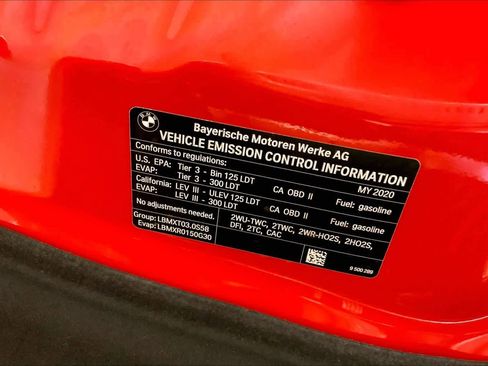 BMW
Bayerische Motoren Werke AG
VEHICLE EMISSION CONTROL INFORMATION
Conforms to regulations: MY 2020
U.S. EPA: Tier 3 - Bin 125 LDT CA OBD II Fuel: gasoline
EVAP: Tier 3 - 300 LDT
California: LEV III - ULEV 125 LDT CA OBD II Fuel: gasoline
EVAP: LEV III - 300 LDT
No adjustments needed.
Group: LBMXT03.0S58 2WU-TWC, 2TWC, 2WR-HO2S, 2HO2S,
Evap: LBMXR0150G30 DFI, 2TC, CAC
9 500 289